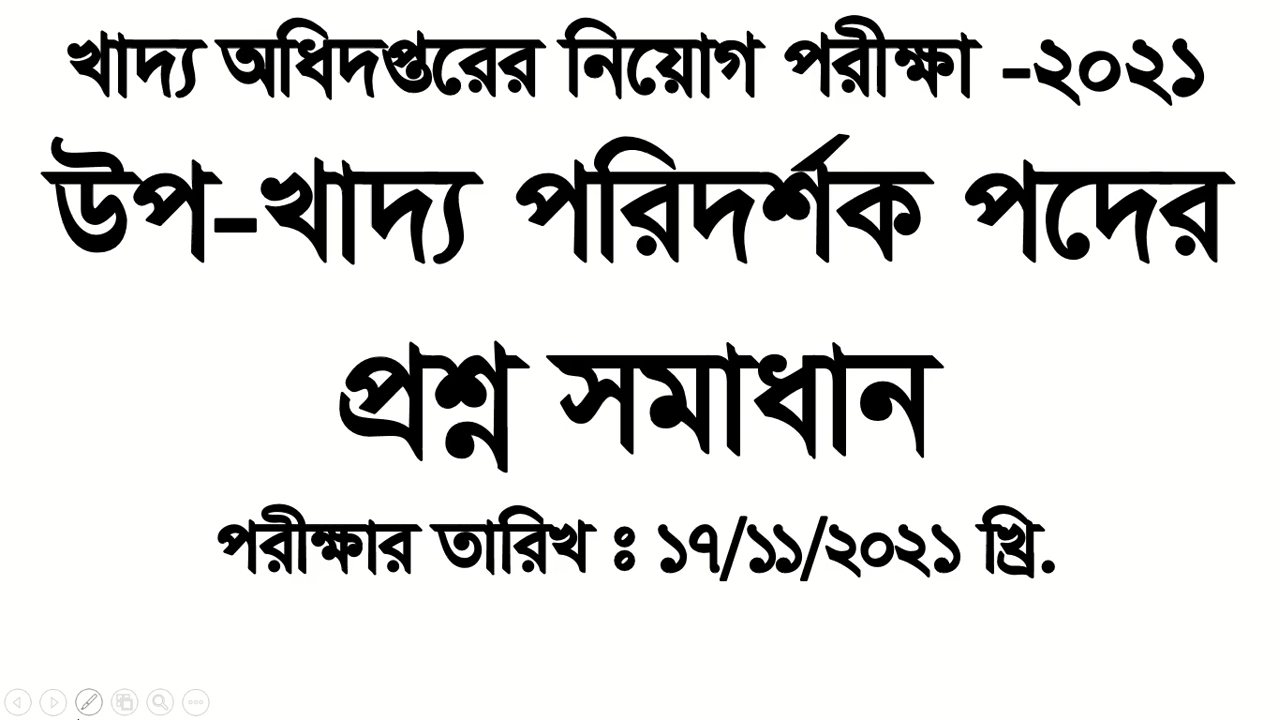 খাদ্য অধিদপ্তরের নিয়োগ পরীক্ষা -২০২১
উপ-খাদ্য পরিদর্শক পদের
প্রশ্ন সমাধান
পরীক্ষার তারিখ ঃ ১৭/১১/২০২১ খ্রি.